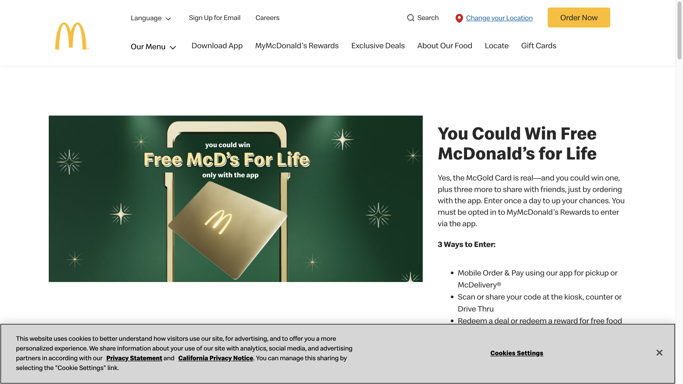 Language
Sign Up for Email
Careers
Search
Change your Location
Order Now
Our Menu
Download App
MyMcDonald's Rewards
Exclusive Deals
About Our Food
Locate
Gift Cards
you could win
Free McD's For Life
only with the app
You Could Win Free
McDonald's for Life
Yes, the McGold Card is real—and you could win one,
plus three more to share with friends, just by ordering
with the app. Enter once a day to up your chances. You
must be opted in to MyMcDonald's Rewards to enter
via the app.
3 Ways to Enter:
• Mobile Order & Pay using our app for pickup or
McDelivery®
• Scan or share your code at the kiosk, counter or
Drive Thru
• Redeem a deal or redeem a reward for free food
This website uses cookies to better understand how visitors use our site, for advertising, and to offer you a more
personalized experience. We share information about your use of our site with analytics, social media, and advertising
partners in according with our Privacy Statement and California Privacy Notice. You can manage this sharing by
selecting the "Cookie Settings" link.
Cookies Settings